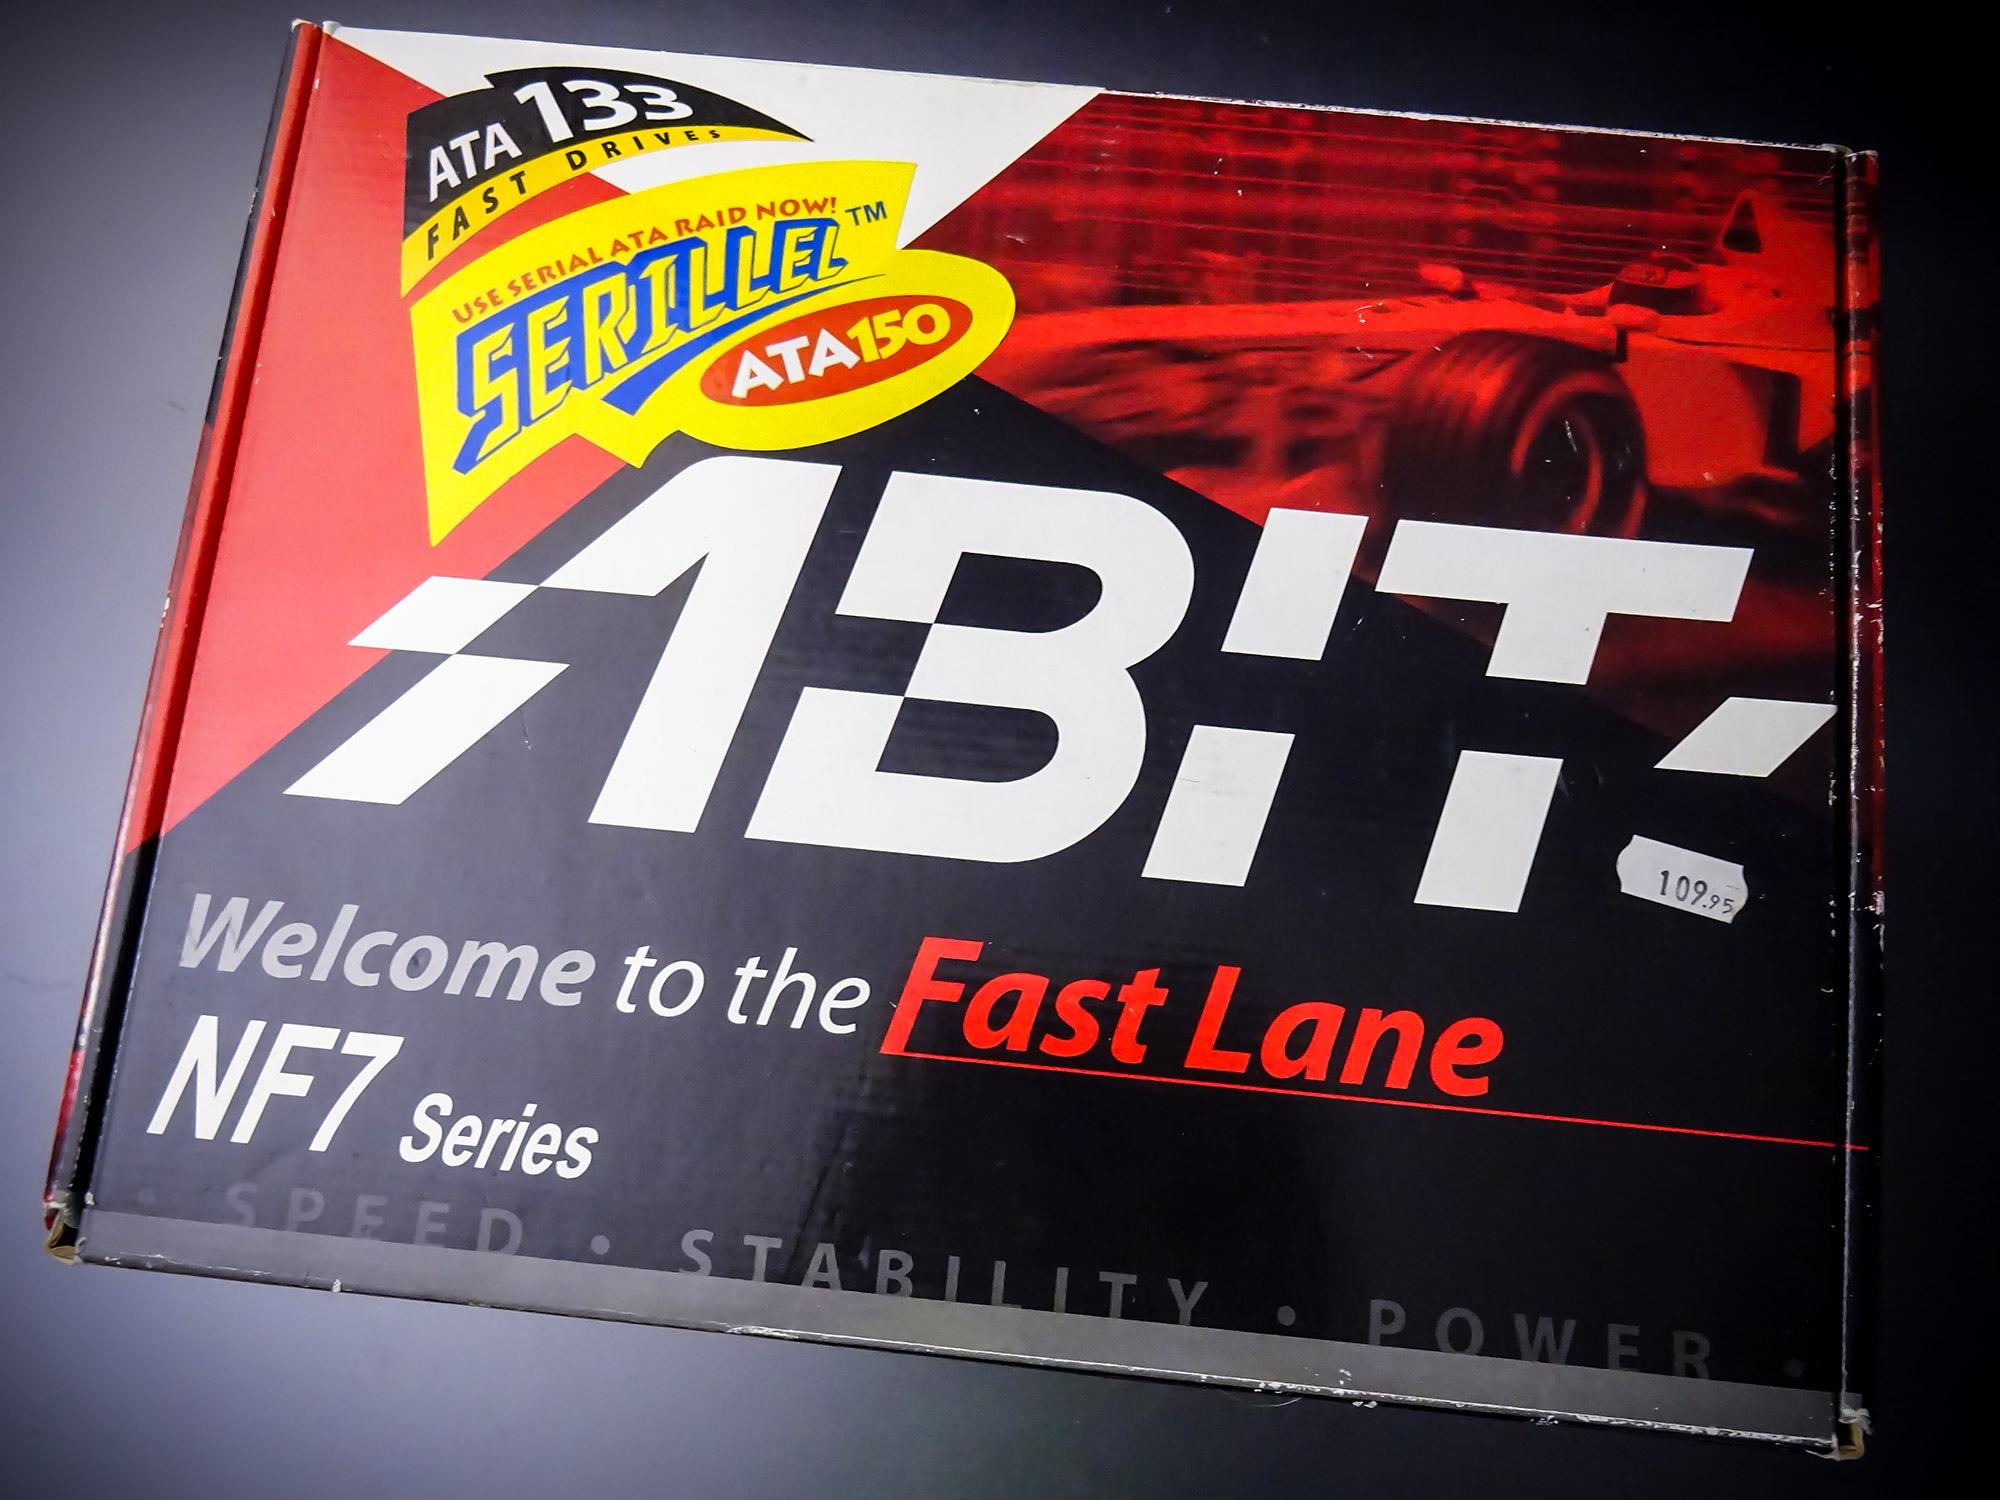 ATA 133
FAST DRIVES
USE SERIAL ATA RAID NOW!
SERILLEL™
ATA150
ABIT
109.95
Welcome to the Fast Lane
NF7 Series
• SPEED • STABILITY • POWER •